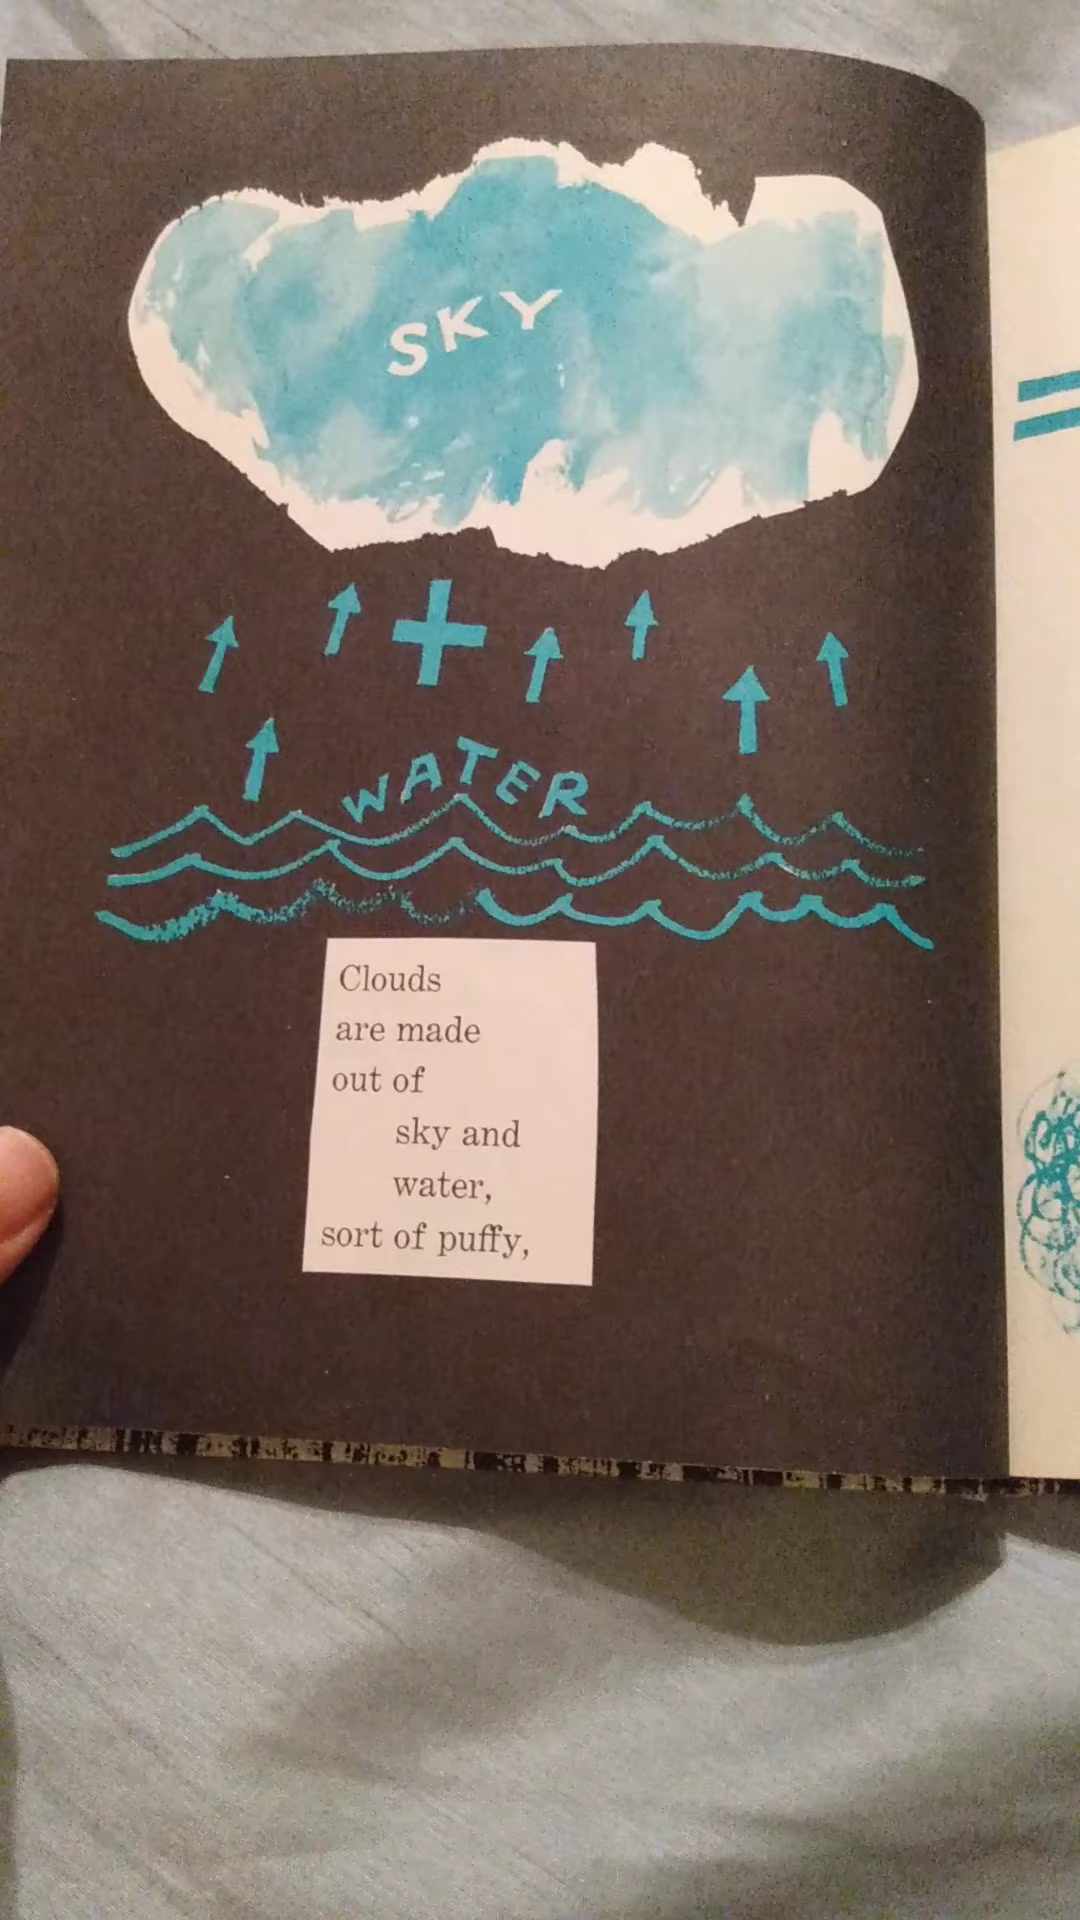 SKY
+
WATER
=
Clouds
are made
out of
sky and
water,
sort of puffy,